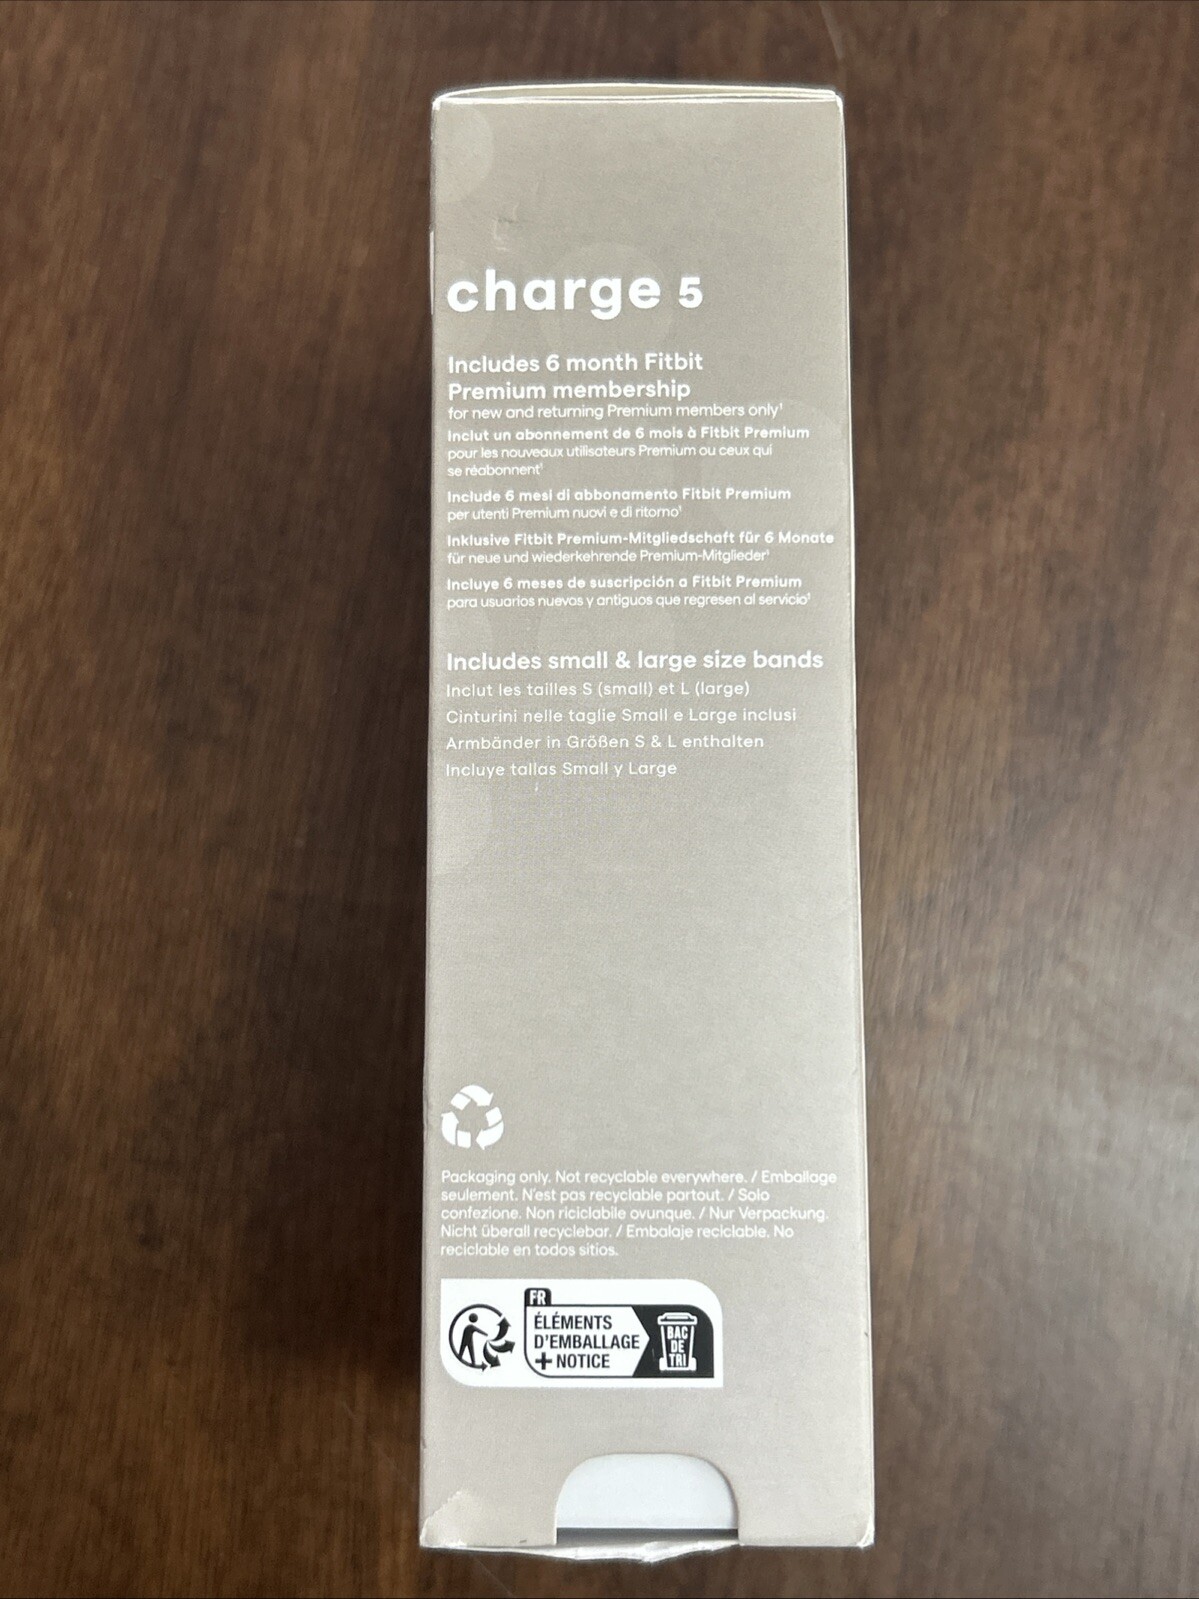 charge 5
Includes 6 month Fitbit
Premium membership
for new and returning Premium members only¹
Inclut un abonnement de 6 mois à Fitbit Premium
pour les nouveaux utilisateurs Premium ou ceux qui
se réabonnent¹
Include 6 mesi di abbonamento Fitbit Premium
per utenti Premium nuovi e di ritorno¹
Inklusive Fitbit Premium-Mitgliedschaft für 6 Monate
für neue und wiederkehrende Premium-Mitglieder¹
Incluye 6 meses de suscripción a Fitbit Premium
para usuarios nuevos y antiguos que regresen al servicio¹
Includes small & large size bands
Inclut les tailles S (small) et L (large)
Cinturini nelle taglie Small e Large inclusi
Armbänder in Größen S & L enthalten
Incluye tallas Small y Large
Packaging only. Not recyclable everywhere. / Emballage
seulement. N'est pas recyclable partout. / Solo
confezione. Non riciclabile ovunque. / Nur Verpackung.
Nicht überall recyclebar. / Embalaje reciclable. No
reciclable en todos sitios.
FR
ÉLÉMENTS
D'EMBALLAGE
+ NOTICE
BAC
DE
TRI